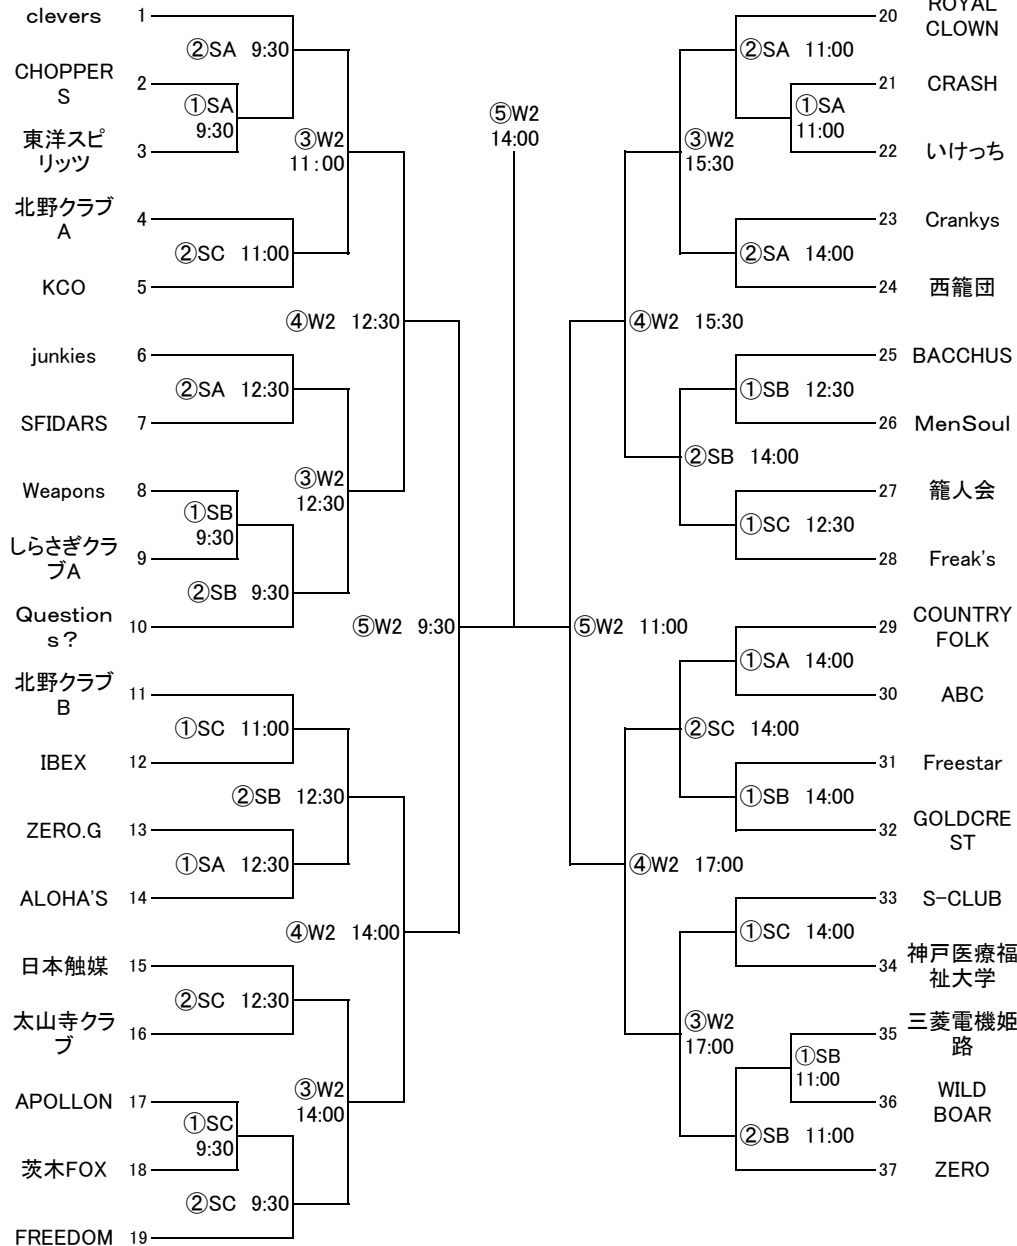 clevers 1
②SA 9:30
CHOPPER
S
2
①SA
9:30
東洋スピ
リッツ
3
③W2
11:00
北野クラブ
A
4
②SC 11:00
KCO 5
④W2 12:30
junkies 6
②SA 12:30
SFIDARS 7
③W2
12:30
Weapons 8
①SB
9:30
しらさぎクラ
ブA
9
②SB 9:30
Question
s?
10
⑤W2 9:30
北野クラブ
B
11
①SC 11:00
IBEX 12
②SB 12:30
ZERO.G 13
①SA 12:30
ALOHA'S 14
④W2 14:00
日本触媒 15
②SC 12:30
太山寺クラ
ブ
16
③W2
14:00
APOLLON 17
①SC
9:30
茨木FOX 18
②SC 9:30
FREEDOM 19
⑤W2
14:00
20
ROYAL
CLOWN
②SA 11:00
21 CRASH
①SA
11:00
22 いけっち
③W2
15:30
23 Crankys
②SA 14:00
24 西籠団
④W2 15:30
25 BACCHUS
①SB 12:30
26 MenSoul
②SB 14:00
27 籠人会
①SC 12:30
28 Freak's
⑤W2 11:00
29
COUNTRY
FOLK
①SA 14:00
30 ABC
②SC 14:00
31 Freestar
①SB 14:00
32
GOLDCRE
ST
④W2 17:00
33 S-CLUB
①SC 14:00
34
神戸医療福
祉大学
③W2
17:00
35
三菱電機姫
路
①SB
11:00
36
WILD
BOAR
②SB 11:00
37 ZERO